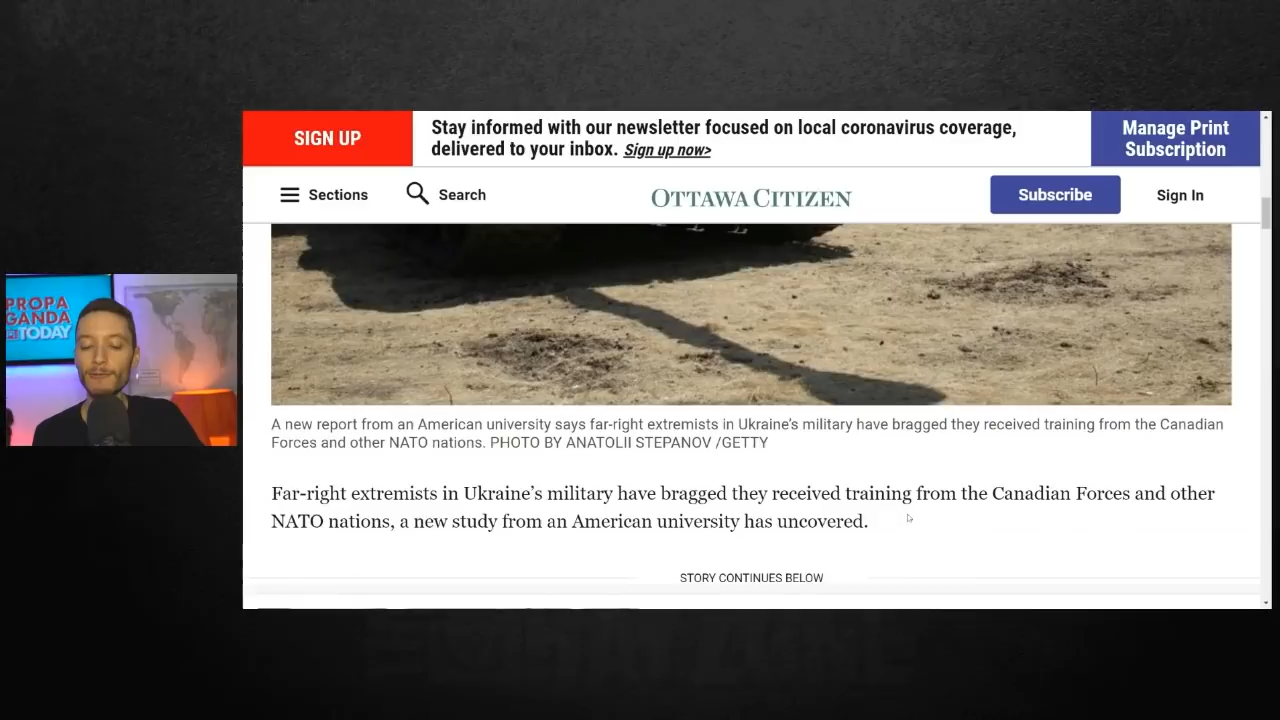 SIGN UP
Stay informed with our newsletter focused on local coronavirus coverage,
delivered to your inbox. Sign up now>
Manage Print
Subscription
Sections
Search
OTTAWA CITIZEN
Subscribe
Sign In
PROPA
GANDA
TODAY
A new report from an American university says far-right extremists in Ukraine's military have bragged they received training from the Canadian
Forces and other NATO nations. PHOTO BY ANATOLII STEPANOV /GETTY
Far-right extremists in Ukraine's military have bragged they received training from the Canadian Forces and other
NATO nations, a new study from an American university has uncovered.
STORY CONTINUES BELOW